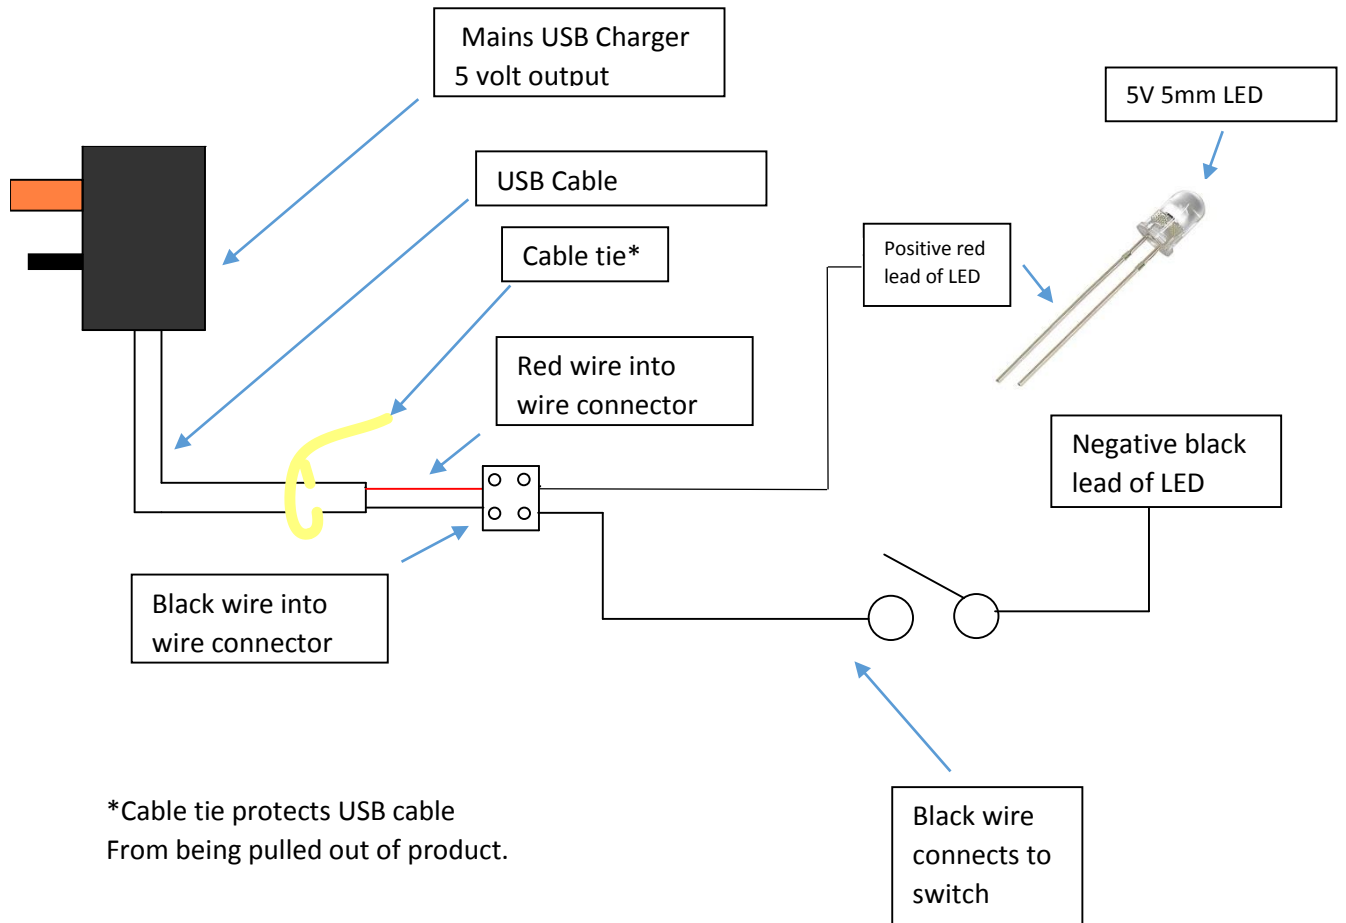 Mains USB Charger
5 volt output
5V 5mm LED
USB Cable
Cable tie*
Positive red
lead of LED
Red wire into
wire connector
Negative black
lead of LED
Black wire into
wire connector
*Cable tie protects USB cable
From being pulled out of product.
Black wire
connects to
switch